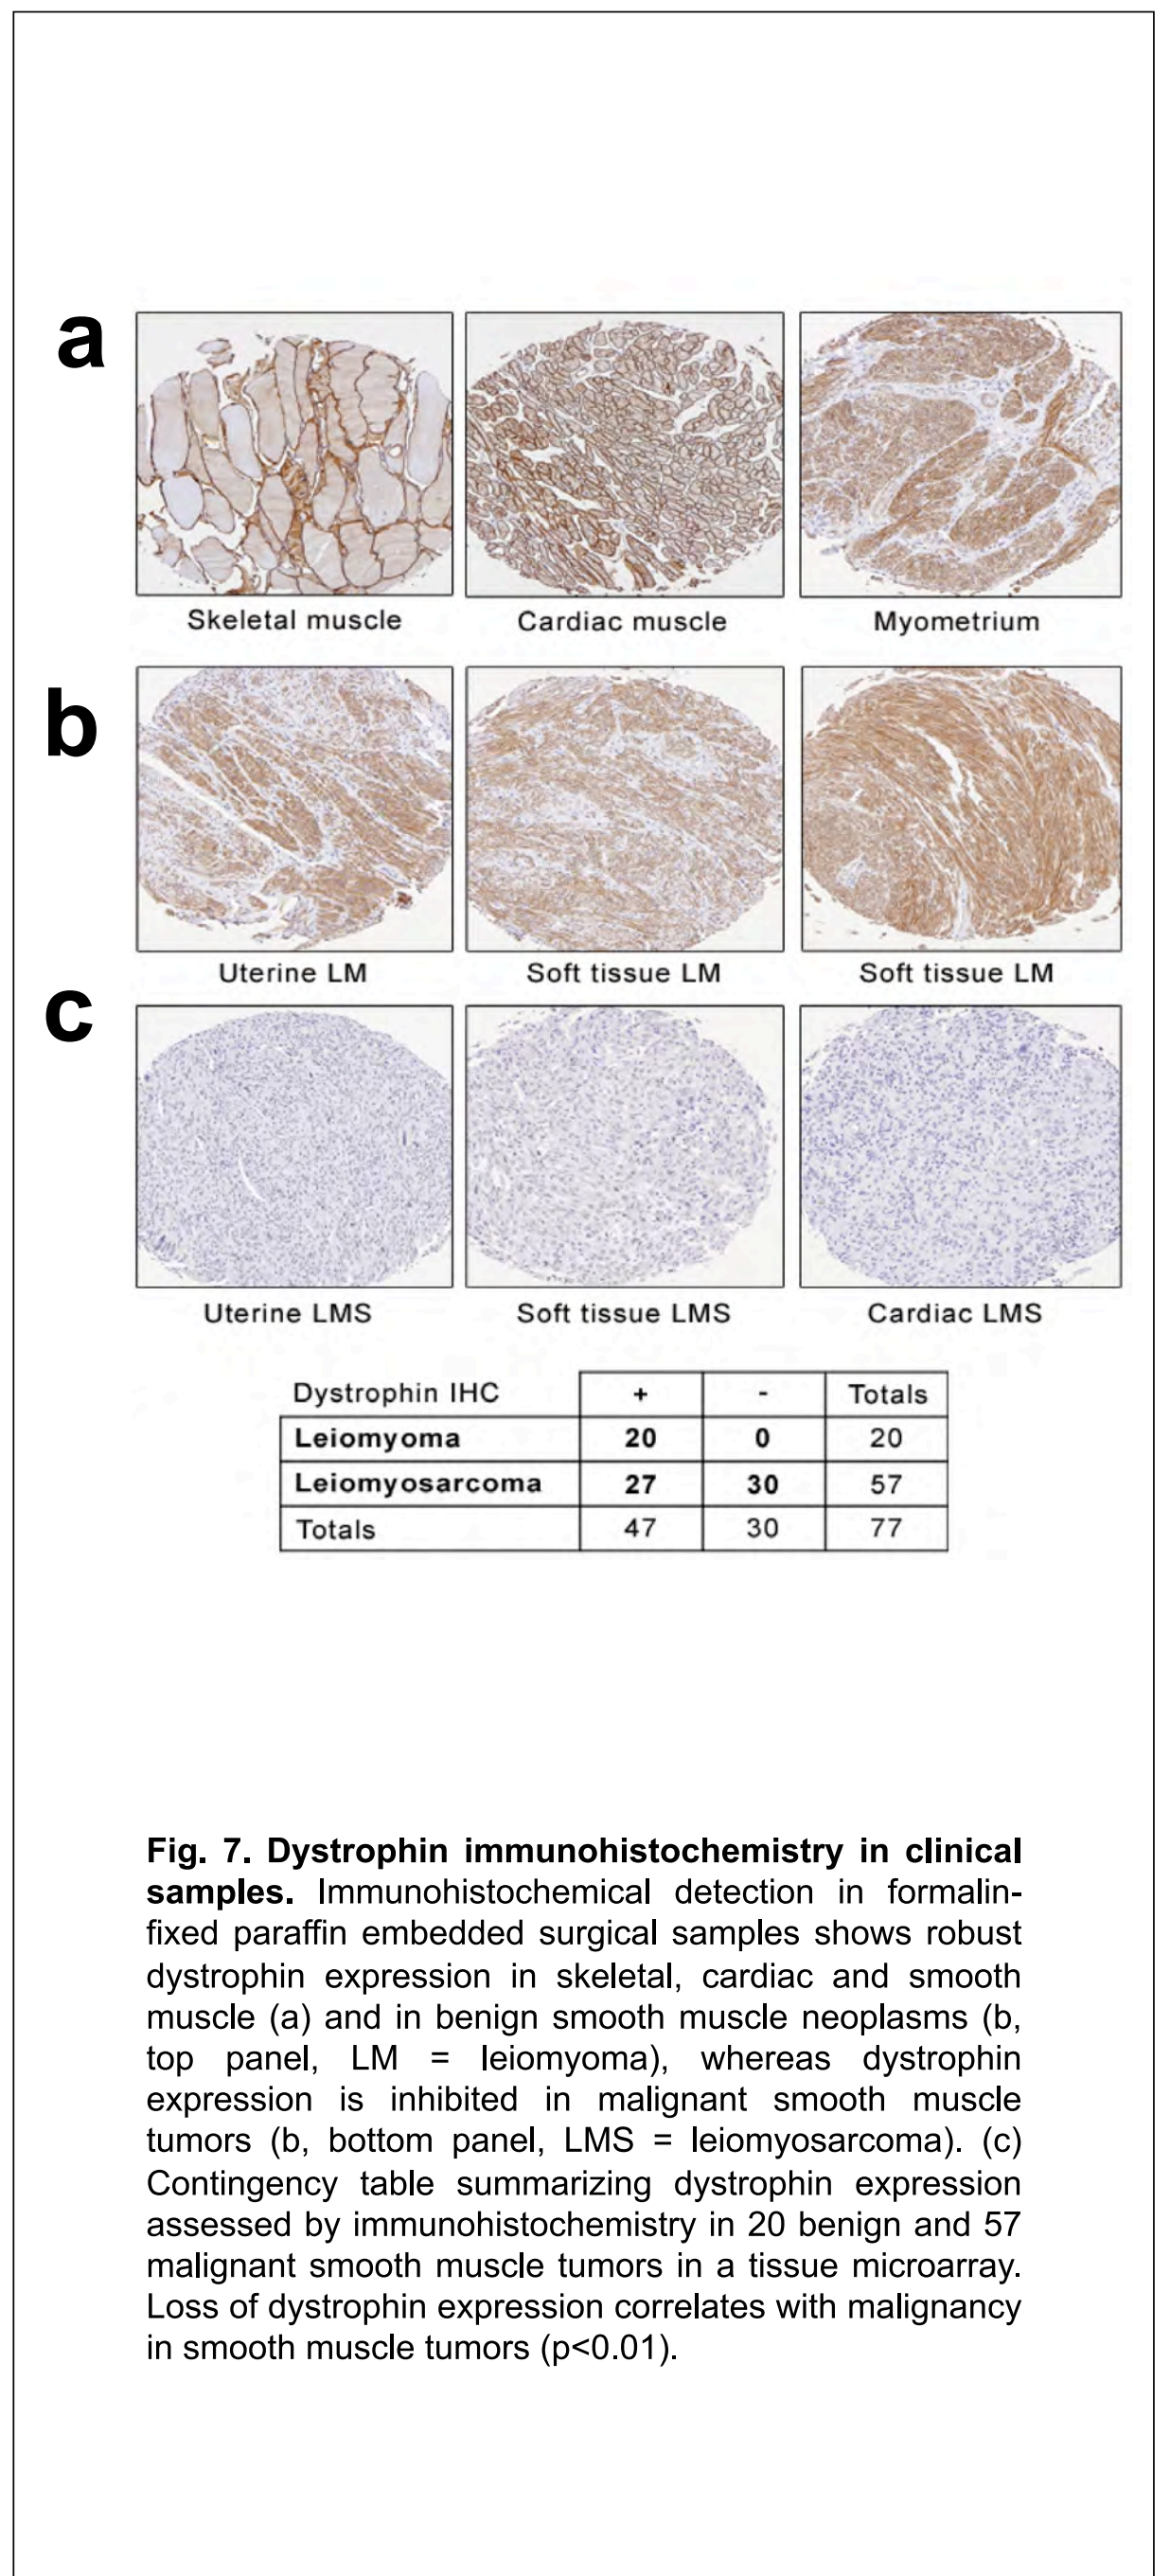 a
Skeletal muscle
Cardiac muscle
Myometrium
b
Uterine LM
Soft tissue LM
Soft tissue LM
c
Uterine LMS
Soft tissue LMS
Cardiac LMS
Dystrophin IHC + - Totals
Leiomyoma 20 0 20
Leiomyosarcoma 27 30 57
Totals 47 30 77
Fig. 7. Dystrophin immunohistochemistry in clinical
samples. Immunohistochemical detection in formalin-
fixed paraffin embedded surgical samples shows robust
dystrophin expression in skeletal, cardiac and smooth
muscle (a) and in benign smooth muscle neoplasms (b,
top panel, LM = leiomyoma), whereas dystrophin
expression is inhibited in malignant smooth muscle
tumors (b, bottom panel, LMS = leiomyosarcoma). (c)
Contingency table summarizing dystrophin expression
assessed by immunohistochemistry in 20 benign and 57
malignant smooth muscle tumors in a tissue microarray.
Loss of dystrophin expression correlates with malignancy
in smooth muscle tumors (p<0.01).